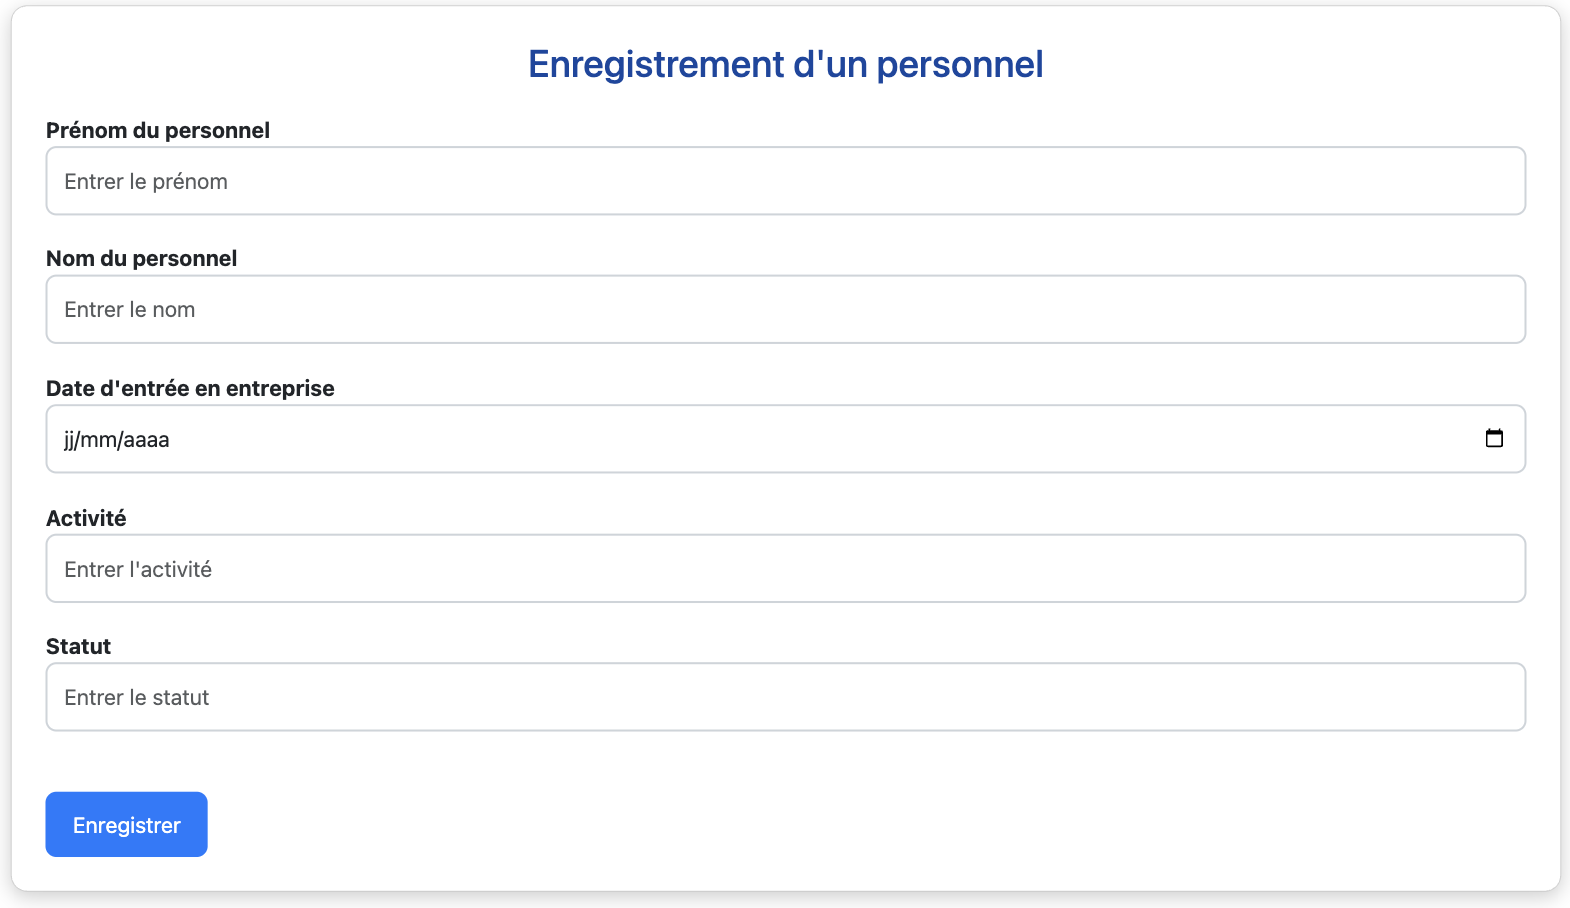 Enregistrement d'un personnel
Prénom du personnel
Entrer le prénom
Nom du personnel
Entrer le nom
Date d'entrée en entreprise
jj/mm/aaaa
Activité
Entrer l'activité
Statut
Entrer le statut
Enregistrer